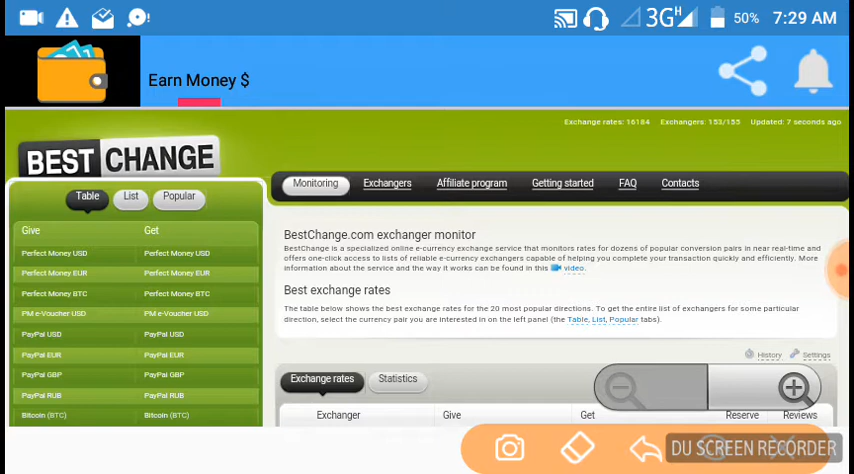 3G H 50% 7:29 AM
Earn Money $
Exchange rates: 16184 Exchangers: 153/155 Updated: 7 seconds ago
BEST CHANGE
Monitoring Exchangers Affiliate program Getting started FAQ Contacts
Table List Popular
Give Get
Perfect Money USD Perfect Money USD
Perfect Money EUR Perfect Money EUR
Perfect Money BTC Perfect Money BTC
PM e-Voucher USD PM e-Voucher USD
PayPal USD PayPal USD
PayPal EUR PayPal EUR
PayPal GBP PayPal GBP
PayPal RUB PayPal RUB
Bitcoin (BTC) Bitcoin (BTC)
BestChange.com exchanger monitor
BestChange is a specialized online e-currency exchange service that monitors rates for dozens of popular conversion pairs in near real-time and
offers one-click access to lists of reliable e-currency exchangers capable of helping you complete your transaction quickly and efficiently. More
information about the service and the way it works can be found in this video.
Best exchange rates
The table below shows the best exchange rates for the 20 most popular directions. To get the entire list of exchangers for some particular
direction, select the currency pair you are interested in on the left panel (the Table, List, Popular tabs).
History Settings
Exchange rates Statistics
Exchanger Give Get Reserve Reviews
DU SCREEN RECORDER